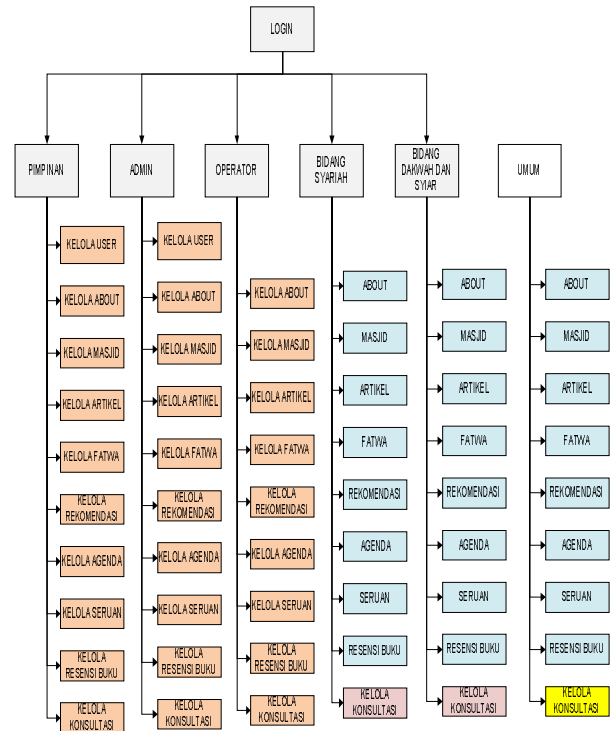 LOGIN
PIMPINAN
ADMIN
OPERATOR
BIDANG
SYARIAH
BIDANG
DAKWAH DAN
SYIAR
UMUM
KELOLA USER
KELOLA ABOUT
KELOLA MASJID
KELOLA ARTIKEL
KELOLA FATWA
KELOLA
REKOMENDASI
KELOLA AGENDA
KELOLA SERUAN
KELOLA
RESENSI BUKU
KELOLA
KONSULTASI
KELOLA USER
KELOLA ABOUT
KELOLA MASJID
KELOLA ARTIKEL
KELOLA FATWA
KELOLA
REKOMENDASI
KELOLA AGENDA
KELOLA SERUAN
KELOLA
RESENSI BUKU
KELOLA
KONSULTASI
KELOLA ABOUT
KELOLA MASJID
KELOLA ARTIKEL
KELOLA FATWA
KELOLA
REKOMENDASI
KELOLA AGENDA
KELOLA SERUAN
KELOLA
RESENSI BUKU
KELOLA
KONSULTASI
ABOUT
MASJID
ARTIKEL
FATWA
REKOMENDASI
AGENDA
SERUAN
RESENSI BUKU
KELOLA
KONSULTASI
ABOUT
MASJID
ARTIKEL
FATWA
REKOMENDASI
AGENDA
SERUAN
RESENSI BUKU
KELOLA
KONSULTASI
ABOUT
MASJID
ARTIKEL
FATWA
REKOMENDASI
AGENDA
SERUAN
RESENSI BUKU
KELOLA
KONSULTASI